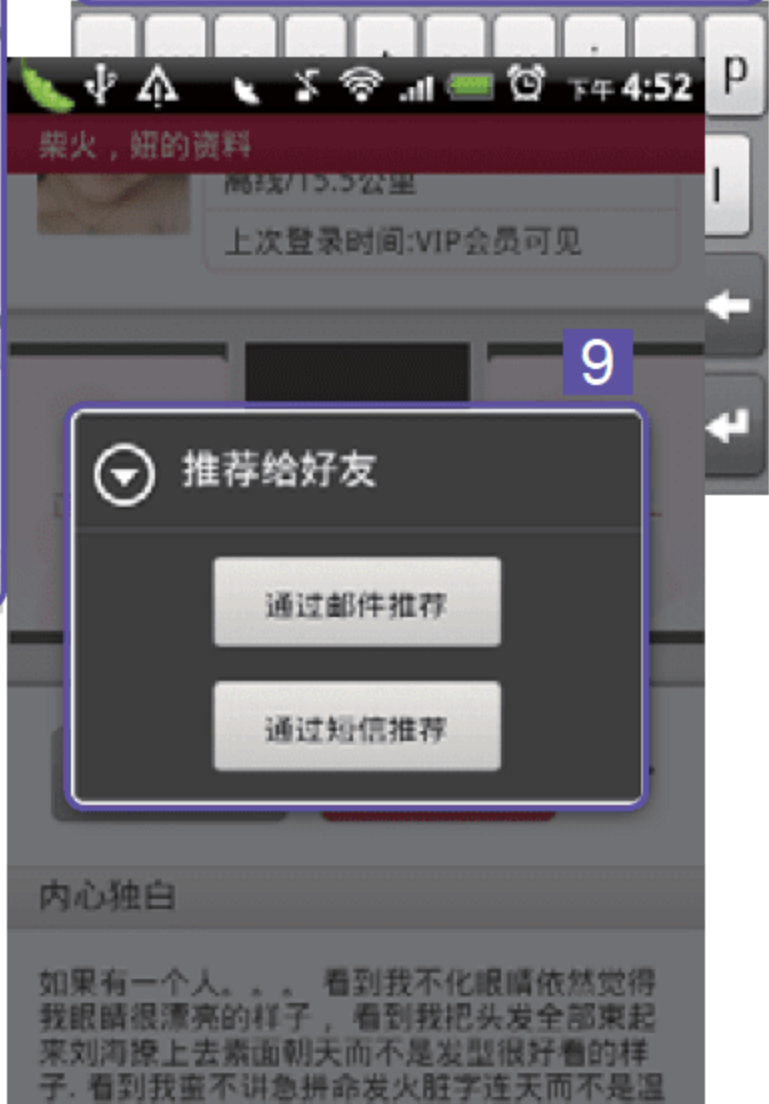 p
下午 4:52
柴火，妞的资料
l
离线/15.5公里
上次登录时间:VIP会员可见
9
推荐给好友
通过邮件推荐
通过短信推荐
内心独白
如果有一个人。。。 看到我不化眼睛依然觉得
我眼睛很漂亮的样子，看到我把头发全部束起
来刘海撩上去素面朝天而不是发型很好看的样
子. 看到我蛮不讲急拼命发火脏字连天而不是温